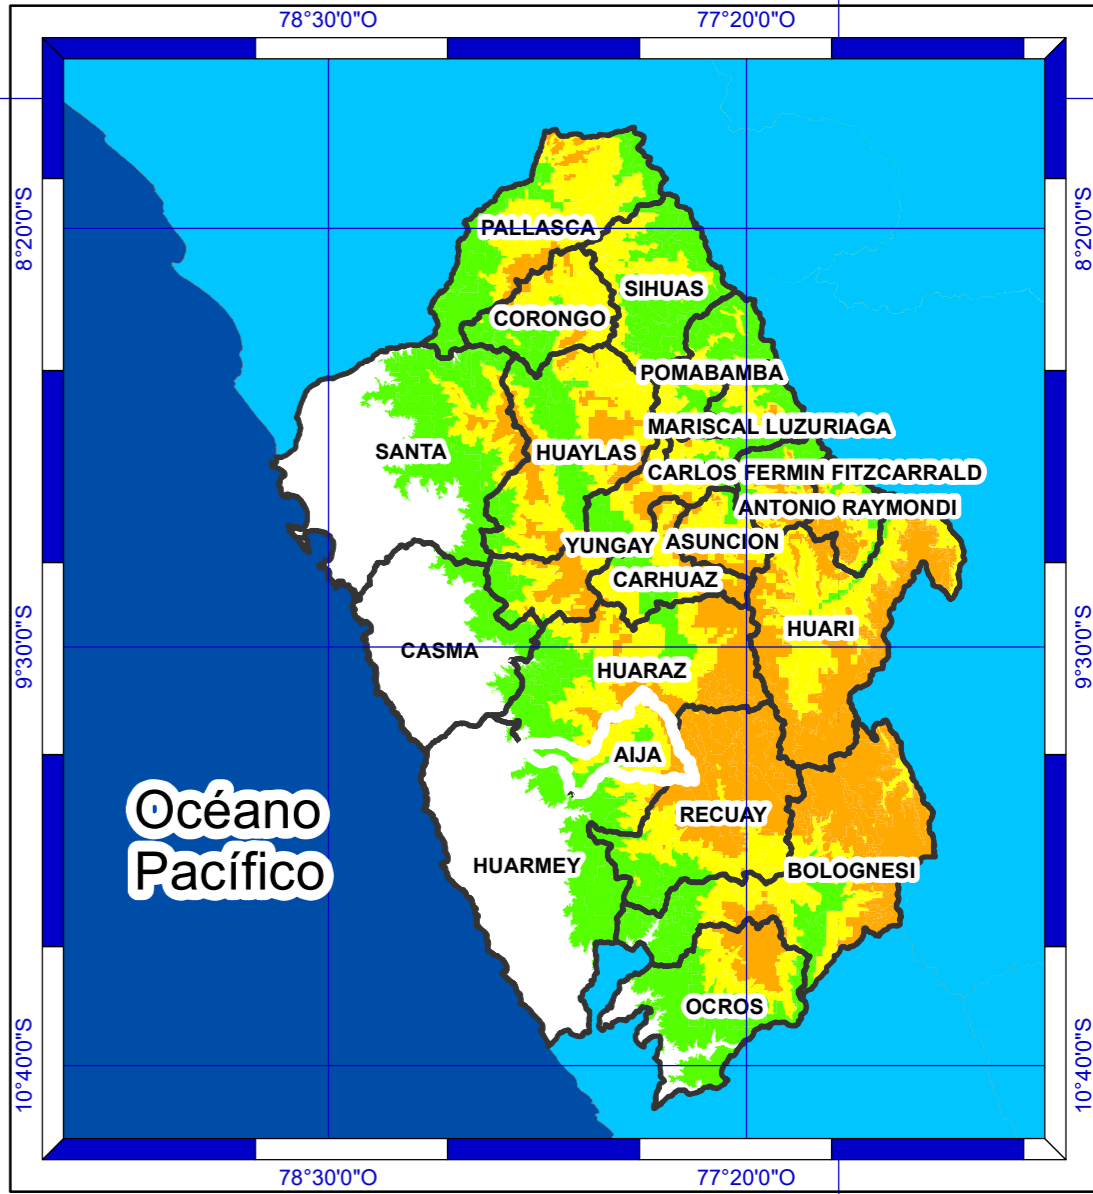 78°30'0"O
77°20'0"O
8°20'0"S
8°20'0"S
PALLASCA
SIHUAS
CORONGO
POMABAMBA
MARISCAL LUZURIAGA
SANTA
HUAYLAS
CARLOS FERMIN FITZCARRALD
ANTONIO RAYMONDI
YUNGAY
ASUNCION
CARHUAZ
HUARI
CASMA
9°30'0"S
9°30'0"S
HUARAZ
AIJA
Océano
Pacífico
RECUAY
HUARMEY
BOLOGNESI
OCROS
10°40'0"S
10°40'0"S
78°30'0"O
77°20'0"O